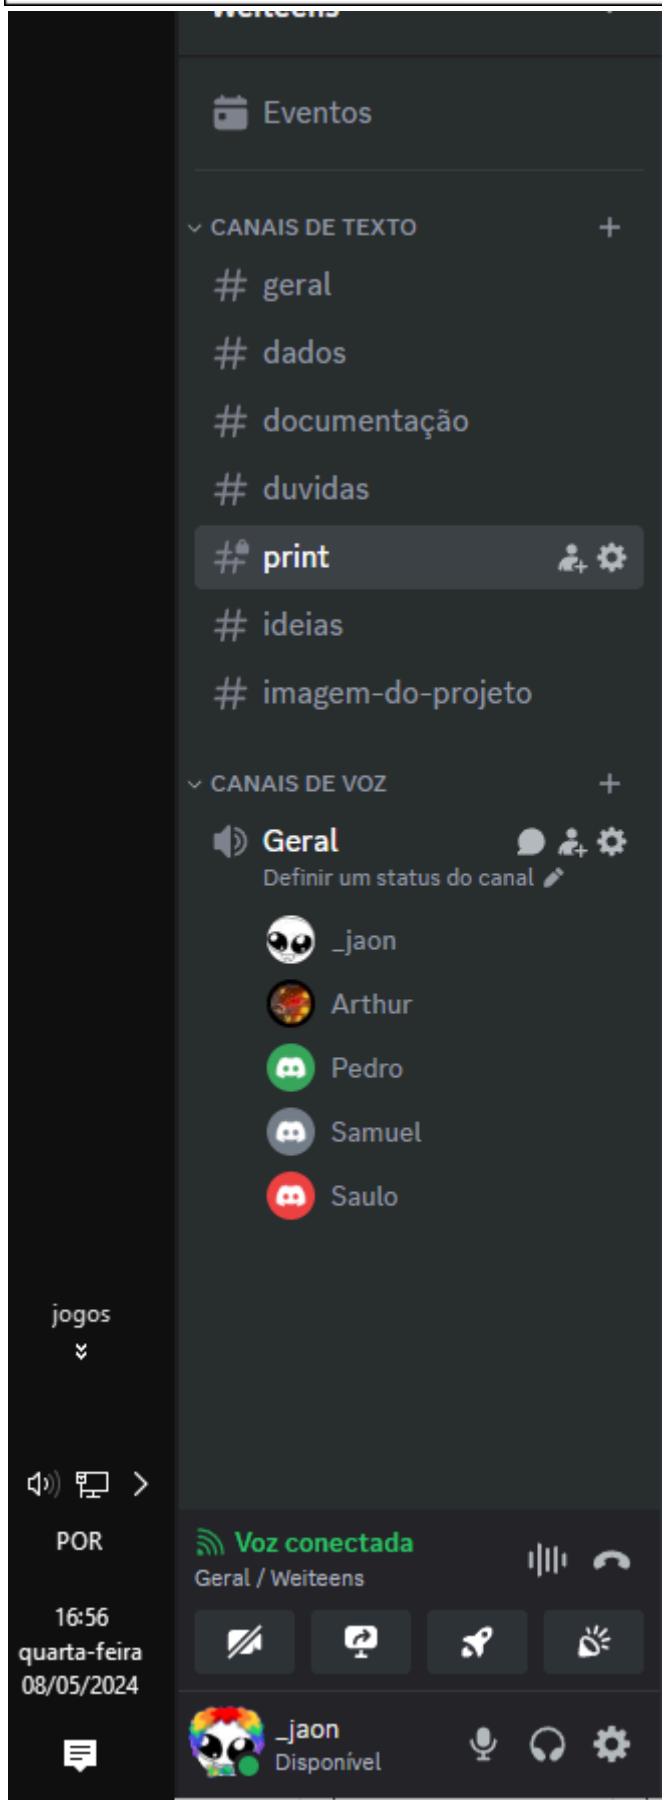 Weiteens
Eventos
CANAIS DE TEXTO
geral
dados
documentação
duvidas
print
ideias
imagem-do-projeto
CANAIS DE VOZ
Geral
Definir um status do canal
_jaon
Arthur
Pedro
Samuel
Saulo
jogos
POR
16:56
quarta-feira
08/05/2024
Voz conectada
Geral / Weiteens
_jaon
Disponível